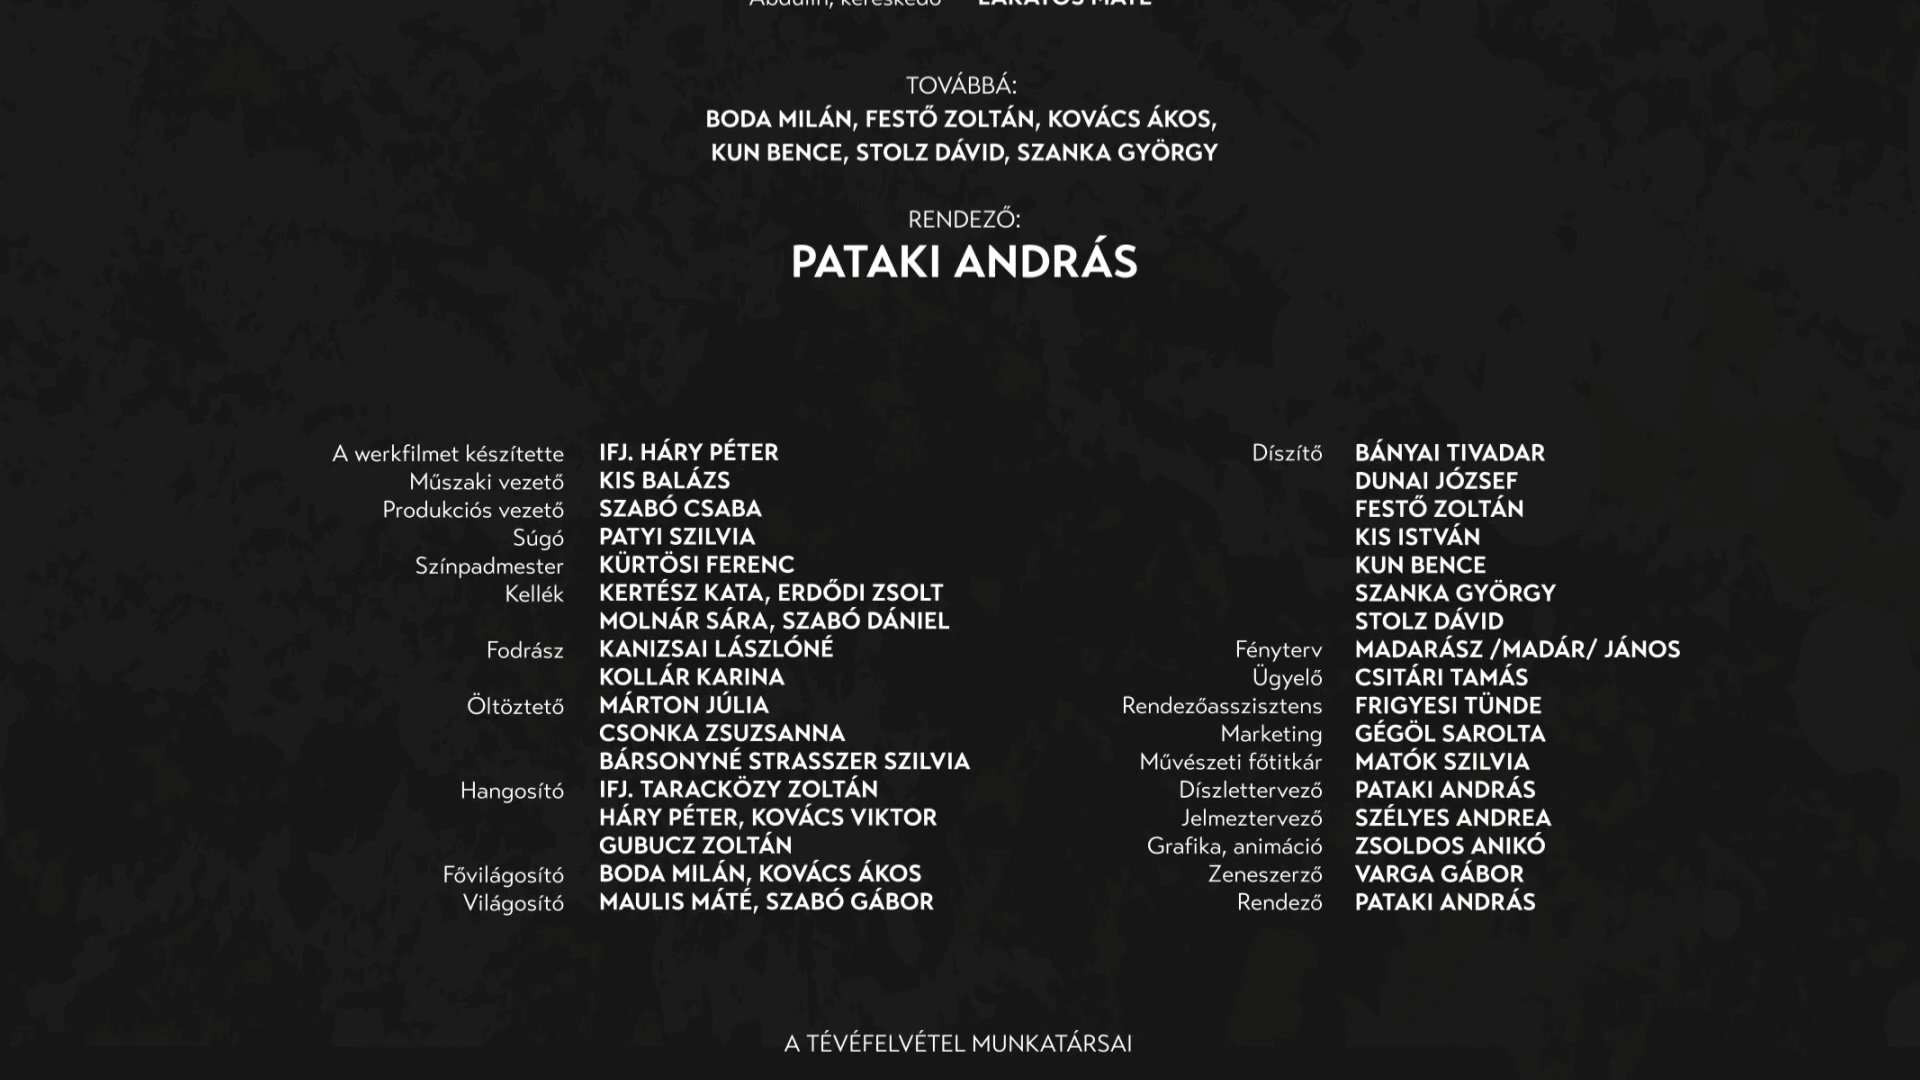 Abdulin, kereskedő LAKATOS MÁTÉ
TOVÁBBÁ:
BODA MILÁN, FESTŐ ZOLTÁN, KOVÁCS ÁKOS,
KUN BENCE, STOLZ DÁVID, SZANKA GYÖRGY
RENDEZŐ:
PATAKI ANDRÁS
A werkfilmet készítette IFJ. HÁRY PÉTER
Műszaki vezető KIS BALÁZS
Produkciós vezető SZABÓ CSABA
Súgó PATYI SZILVIA
Színpadmester KÜRTÖSI FERENC
Kellék KERTÉSZ KATA, ERDŐDI ZSOLT
MOLNÁR SÁRA, SZABÓ DÁNIEL
Fodrász KANIZSAI LÁSZLÓNÉ
KOLLÁR KARINA
Öltöztető MÁRTON JÚLIA
CSONKA ZSUZSANNA
BÁRSONYNÉ STRASSZER SZILVIA
Hangosító IFJ. TARACKÖZY ZOLTÁN
HÁRY PÉTER, KOVÁCS VIKTOR
GUBUCZ ZOLTÁN
Fővilágosító BODA MILÁN, KOVÁCS ÁKOS
Világosító MAULIS MÁTÉ, SZABÓ GÁBOR
Díszítő BÁNYAI TIVADAR
DUNAI JÓZSEF
FESTŐ ZOLTÁN
KIS ISTVÁN
KUN BENCE
SZANKA GYÖRGY
STOLZ DÁVID
Fényterv MADARÁSZ /MADÁR/ JÁNOS
Ügyelő CSITÁRI TAMÁS
Rendezőasszisztens FRIGYESI TÜNDE
Marketing GÉGÖL SAROLTA
Művészeti főtitkár MATÓK SZILVIA
Díszlettervező PATAKI ANDRÁS
Jelmeztervező SZÉLYES ANDREA
Grafika, animáció ZSOLDOS ANIKÓ
Zeneszerző VARGA GÁBOR
Rendező PATAKI ANDRÁS
A TÉVÉFELVÉTEL MUNKATÁRSAI